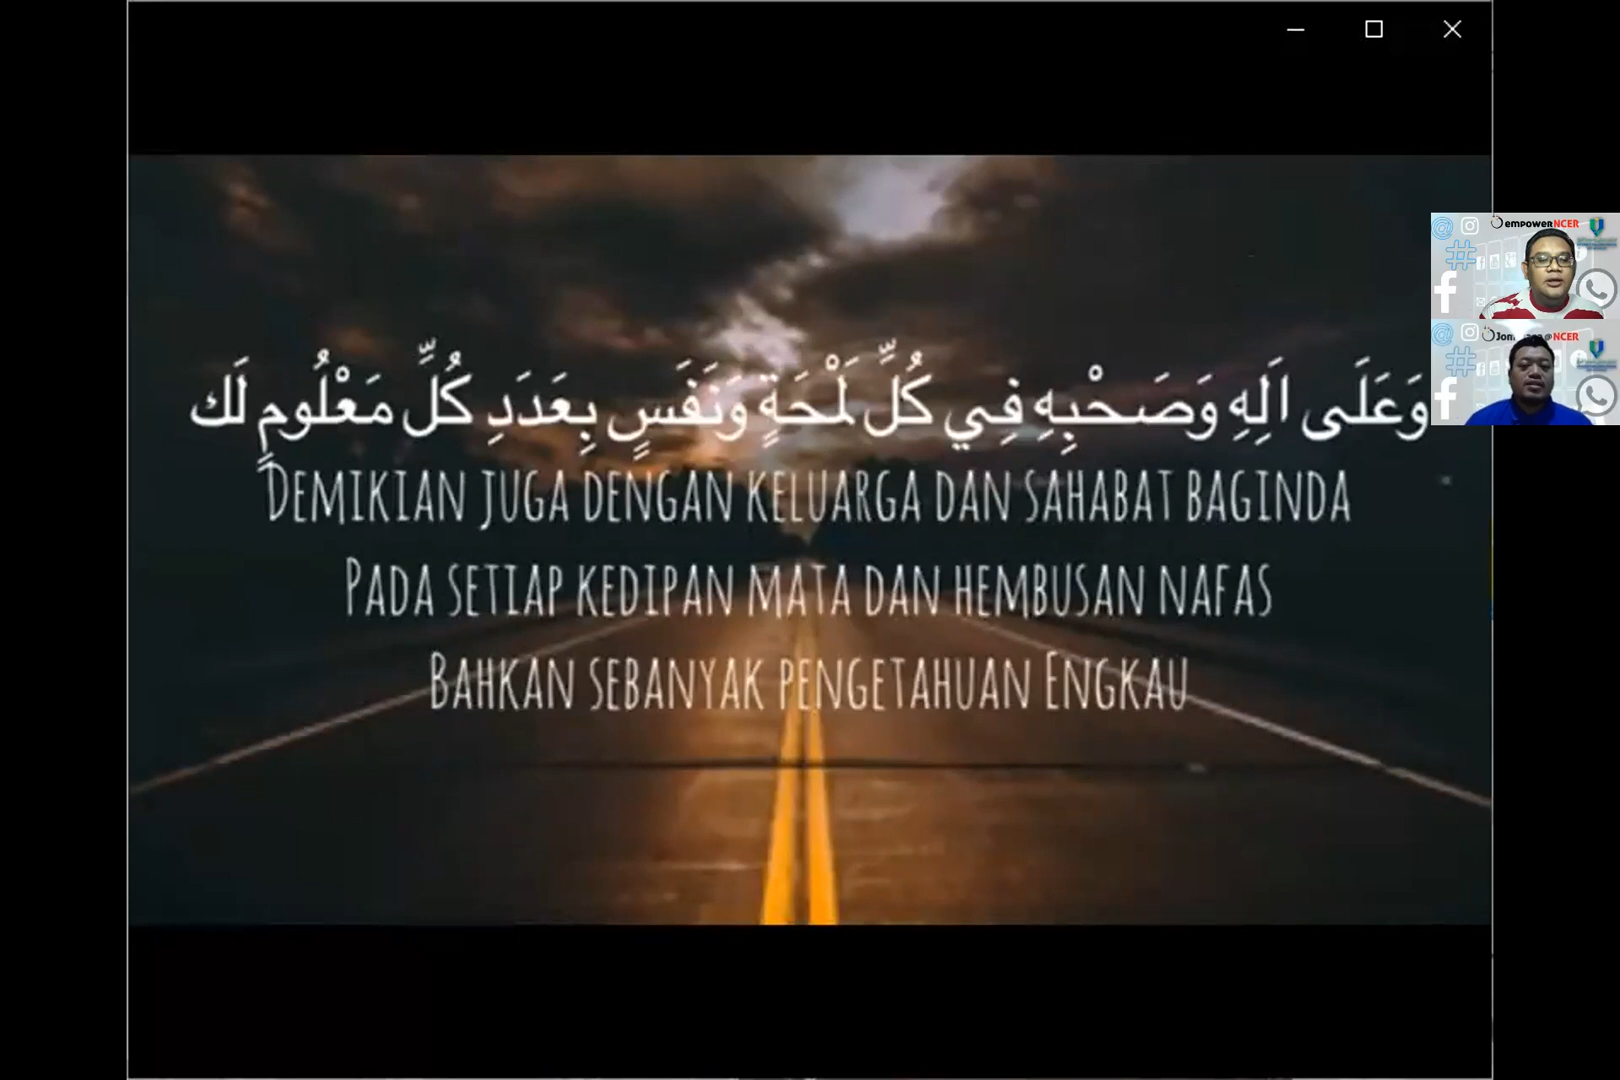 empowerNCER
وَعَلَى اَلِهِ وَصَحْبِهِ فِي كُلِّ لَمْحَةٍ وَنَفَسٍ بِعَدَدِ كُلِّ مَعْلُومٍ لَك
DEMIKIAN JUGA DENGAN KELUARGA DAN SAHABAT BAGINDA
PADA SETIAP KEDIPAN MATA DAN HEMBUSAN NAFAS
BAHKAN SEBANYAK PENGETAHUAN ENGKAU